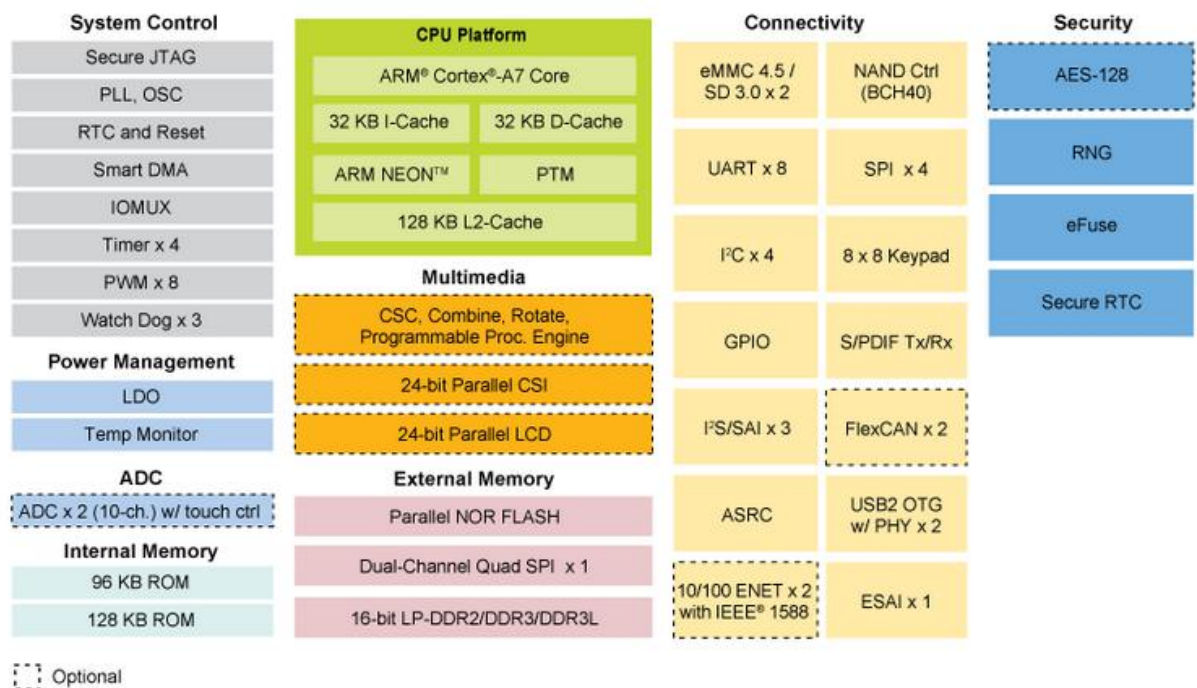 System Control
Secure JTAG
PLL, OSC
RTC and Reset
Smart DMA
IOMUX
Timer x 4
PWM x 8
Watch Dog x 3
Power Management
LDO
Temp Monitor
ADC
ADC x 2 (10-ch.) w/ touch ctrl
Internal Memory
96 KB ROM
128 KB ROM
CPU Platform
ARM® Cortex®-A7 Core
32 KB I-Cache
32 KB D-Cache
ARM NEON™
PTM
128 KB L2-Cache
Multimedia
CSC, Combine, Rotate,
Programmable Proc. Engine
24-bit Parallel CSI
24-bit Parallel LCD
External Memory
Parallel NOR FLASH
Dual-Channel Quad SPI x 1
16-bit LP-DDR2/DDR3/DDR3L
Connectivity
eMMC 4.5 /
SD 3.0 x 2
NAND Ctrl
(BCH40)
UART x 8
SPI x 4
I²C x 4
8 x 8 Keypad
GPIO
S/PDIF Tx/Rx
I²S/SAI x 3
FlexCAN x 2
ASRC
USB2 OTG
w/ PHY x 2
10/100 ENET x 2
with IEEE® 1588
ESAI x 1
Security
AES-128
RNG
eFuse
Secure RTC
Optional